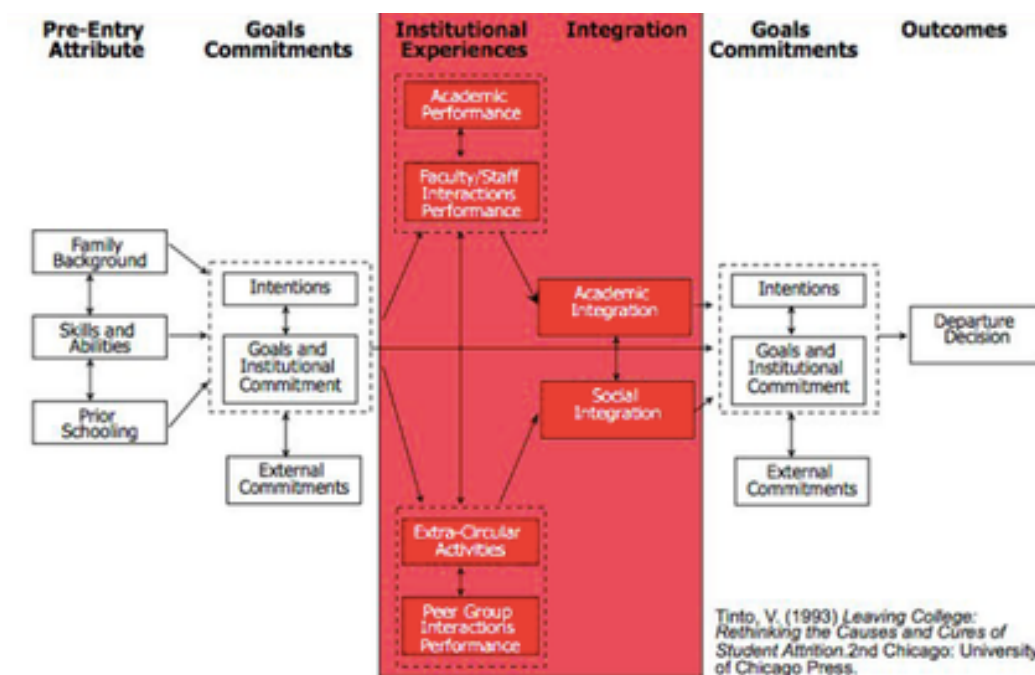 Pre-Entry
Attribute
Goals
Commitments
Institutional
Experiences
Integration
Goals
Commitments
Outcomes
Academic
Performance
Faculty/Staff
Interactions
Performance
Family
Background
Skills and
Abilities
Prior
Schooling
Intentions
Goals and
Institutional
Commitment
External
Commitments
Academic
Integration
Social
Integration
Extra-Circular
Activities
Peer Group
Interactions
Performance
Intentions
Goals and
Institutional
Commitment
External
Commitments
Departure
Decision
Tinto, V. (1993) Leaving College:
Rethinking the Causes and Cures of
Student Attrition.2nd Chicago: University
of Chicago Press.